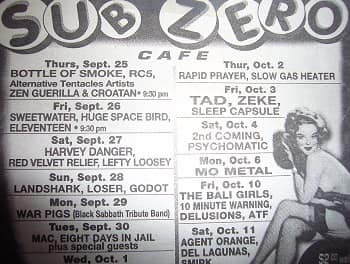 SUB ZERO
CAFE
Thurs, Sept. 25
BOTTLE OF SMOKE, RC5,
Alternative Tentacles Artists
ZEN GUERILLA & CROATAN • 9:30 pm
Fri, Sept. 26
SWEETWATER, HUGE SPACE BIRD,
ELEVENTEEN • 9:30 pm
Sat, Sept. 27
HARVEY DANGER,
RED VELVET RELIEF, LEFTY LOOSEY
Sun, Sept. 28
LANDSHARK, LOSER, GODOT
Mon, Sept. 29
WAR PIGS (Black Sabbath Tribute Band)
Tues, Sept. 30
MAC, EIGHT DAYS IN JAIL
plus special guests
Wed, Oct. 1
Thur, Oct. 2
RAPID PRAYER, SLOW GAS HEATER
Fri, Oct. 3
TAD, ZEKE,
SLEEP CAPSULE
Sat, Oct. 4
2nd COMING,
PSYCHOMATIC
Mon, Oct. 6
MO METAL
Fri, Oct. 10
THE BALI GIRLS,
10 MINUTE WARNING,
DELUSIONS, ATF
Sat, Oct. 11
AGENT ORANGE,
DEL LAGUNAS,
SMIRK